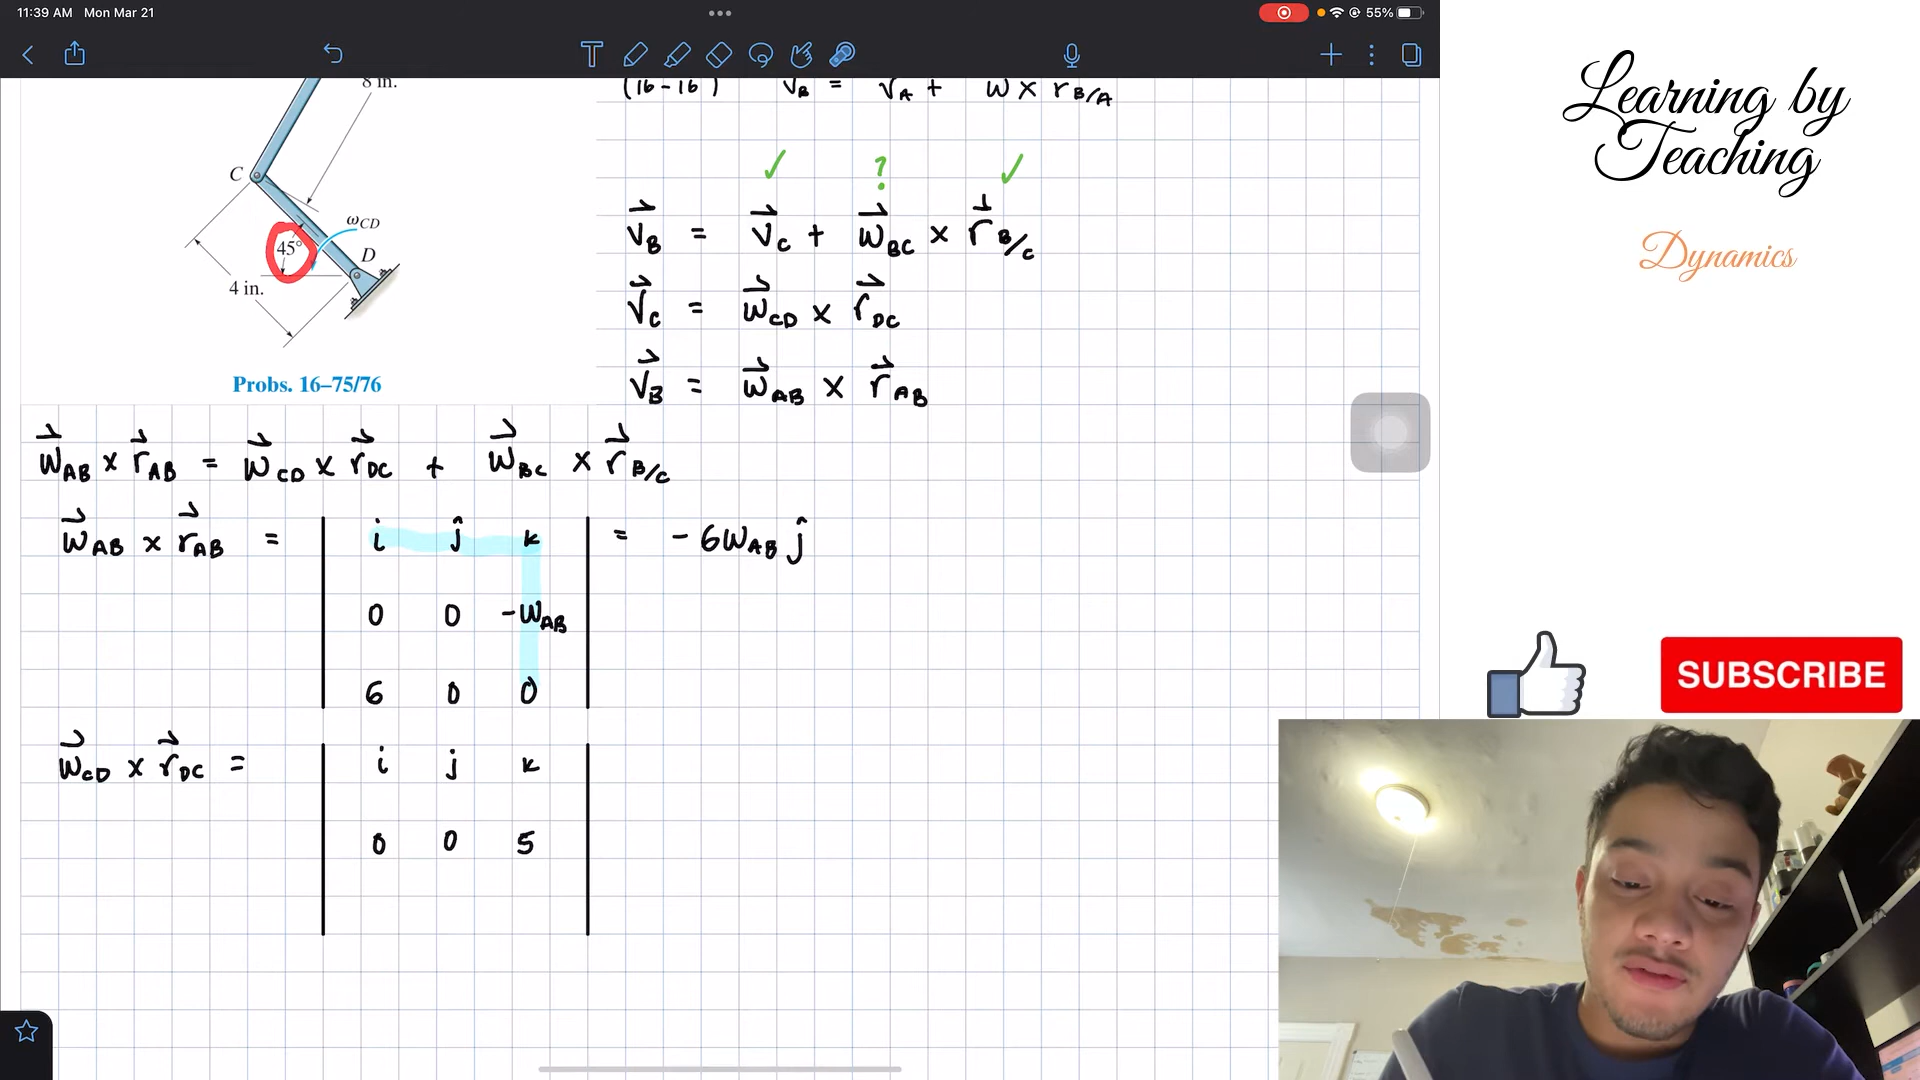 11:39 AM Mon Mar 21
55%
8 in.
C
ωCD
45°
D
4 in.
Probs. 16–75/76
(16-16) VB = VA + ω × rB/A
✓ ? ✓
VB = VC + ωBC × rB/C
VC = ωCD × rDC
VB = ωAB × rAB
ωAB × rAB = ωCD × rDC + ωBC × rB/C
ωAB × rAB = | i ĵ k | = -6ωAB ĵ
0 0 -ωAB
6 0 0
ωCD × rDC = | i j k |
0 0 5
Learning by
Teaching
Dynamics
SUBSCRIBE